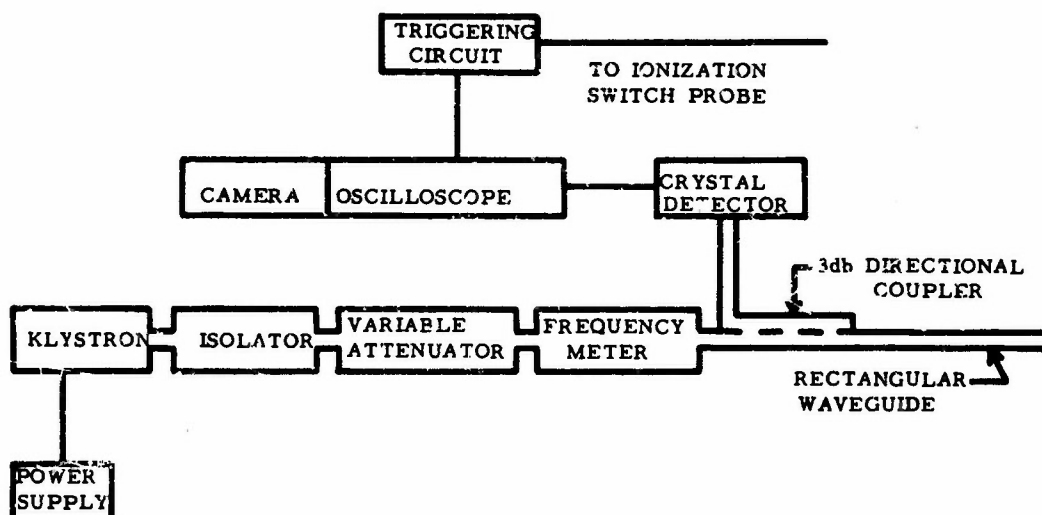 TRIGGERING
CIRCUIT
TO IONIZATION
SWITCH PROBE
CAMERA
OSCILLOSCOPE
CRYSTAL
DETECTOR
3db DIRECTIONAL
COUPLER
KLYSTRON
ISOLATOR
VARIABLE
ATTENUATOR
FREQUENCY
METER
RECTANGULAR
WAVEGUIDE
POWER
SUPPLY